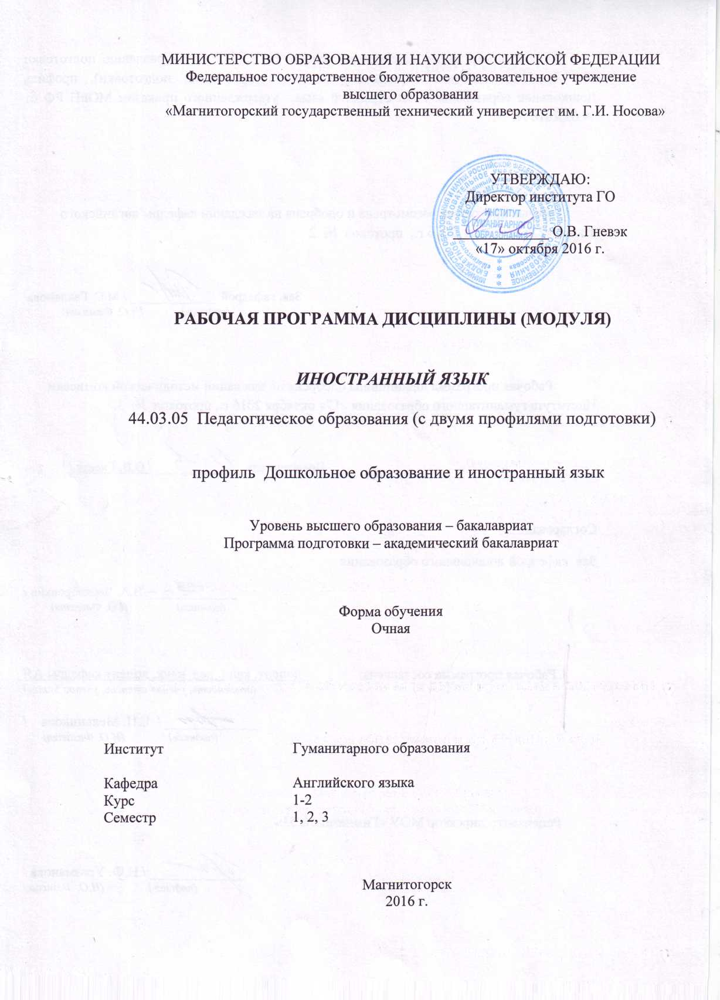 МИНИСТЕРСТВО ОБРАЗОВАНИЯ И НАУКИ РОССИЙСКОЙ ФЕДЕРАЦИИ
Федеральное государственное бюджетное образовательное учреждение
высшего образования
«Магнитогорский государственный технический университет им. Г.И. Носова»
УТВЕРЖДАЮ:
Директор института ГО
ИНСТИТУТ
ГУМАНИТАРНОГО
ОБРАЗОВАНИЯ
О.В. Гневэк
«17» октября 2016 г.
РАБОЧАЯ ПРОГРАММА ДИСЦИПЛИНЫ (МОДУЛЯ)
ИНОСТРАННЫЙ ЯЗЫК
44.03.05 Педагогическое образования (с двумя профилями подготовки)
профиль Дошкольное образование и иностранный язык
Уровень высшего образования – бакалавриат
Программа подготовки – академический бакалавриат
Форма обучения
Очная
Институт Гуманитарного образования
Кафедра Английского языка
Курс 1-2
Семестр 1, 2, 3
Магнитогорск
2016 г.